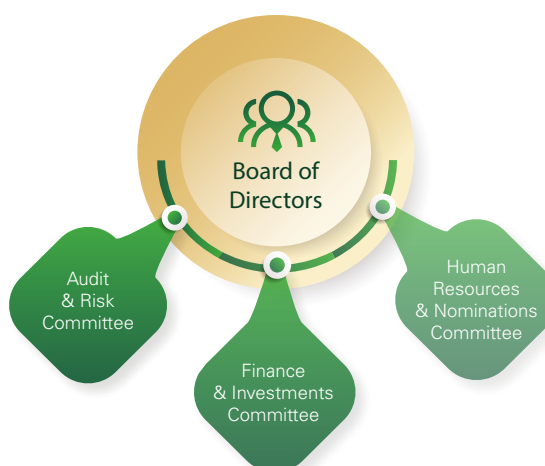 Board of
Directors
Audit
& Risk
Committee
Finance
& Investments
Committee
Human
Resources
& Nominations
Committee